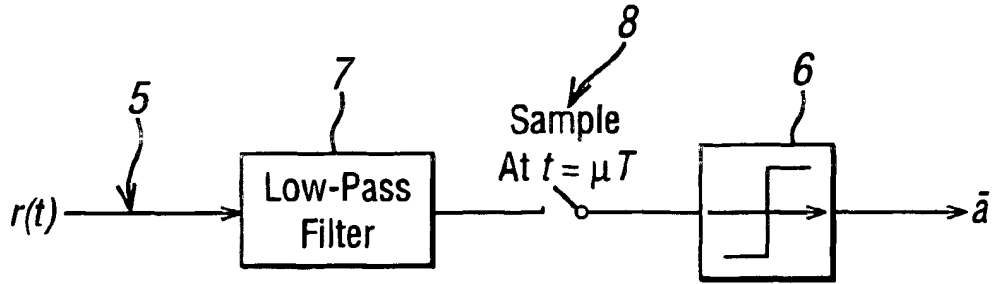 8
5
7
6
Sample
At t = μT
r(t)
Low-Pass
Filter
ā